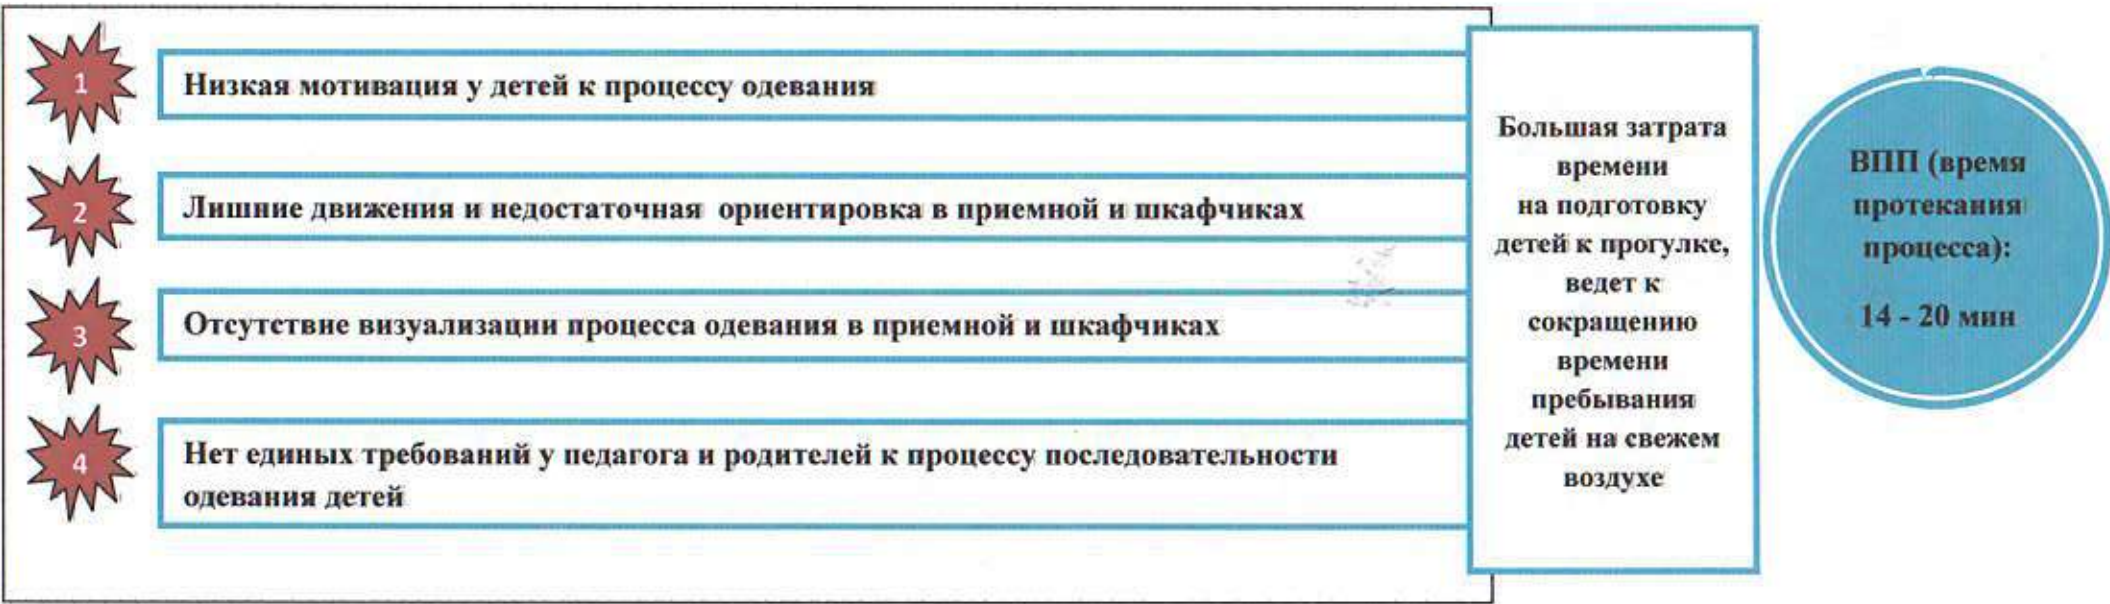 1
Низкая мотивация у детей к процессу одевания
2
Лишние движения и недостаточная ориентировка в приемной и шкафчиках
3
Отсутствие визуализации процесса одевания в приемной и шкафчиках
4
Нет единых требований у педагога и родителей к процессу последовательности
одевания детей
Большая затрата
времени
на подготовку
детей к прогулке,
ведет к
сокращению
времени
пребывания
детей на свежем
воздухе
ВПП (время
протекания
процесса):
14 - 20 мин